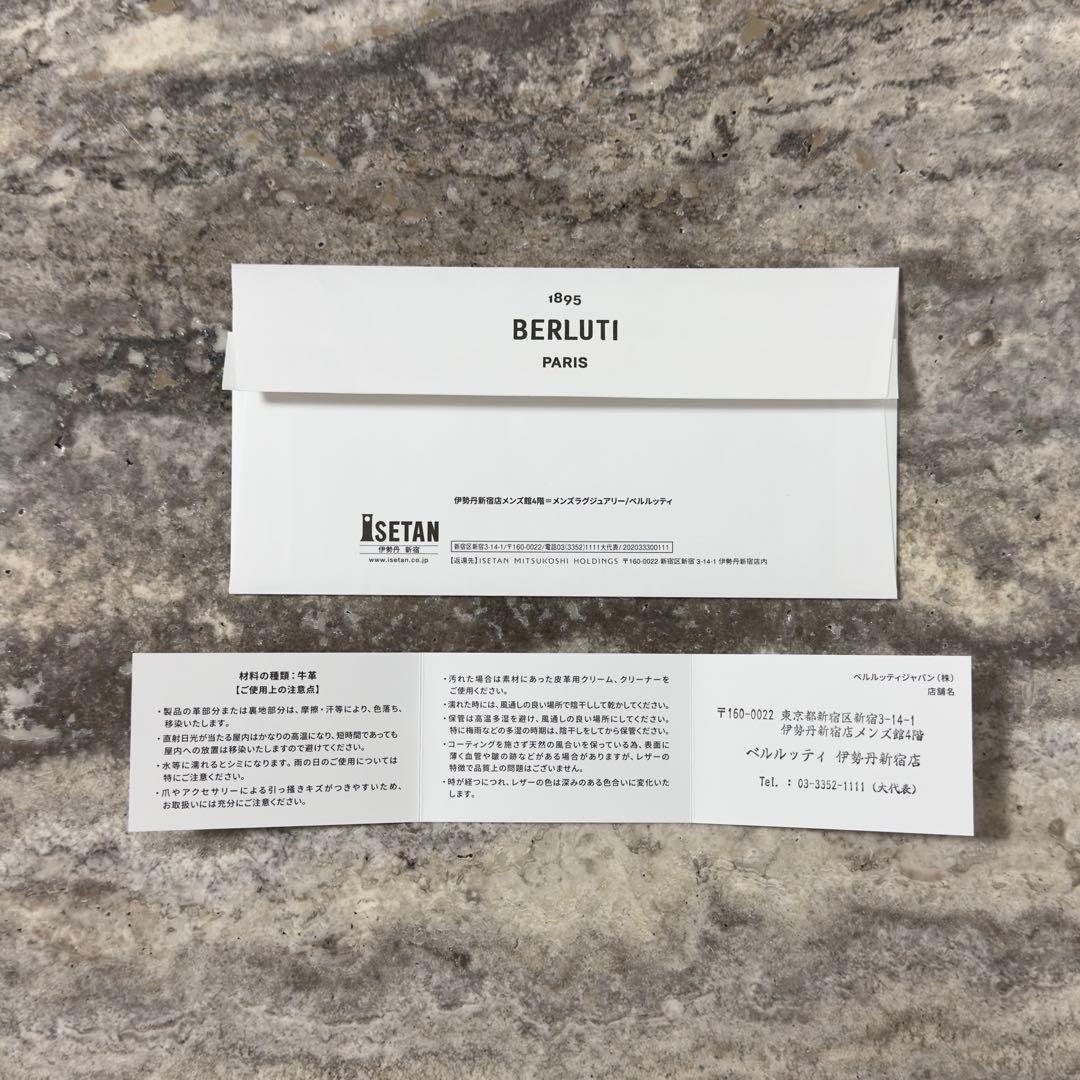 1895
BERLUTI
PARIS
伊勢丹新宿店メンズ館4階＝メンズラグジュアリー/ベルルッティ
ISETAN
伊勢丹 新宿
www.isetan.co.jp
新宿区新宿3-14-1/〒160-0022/電話03(3352)1111大代表/202033300111
【返還先】ISETAN MITSUKOSHI HOLDINGS 〒160-0022 新宿区新宿3-14-1 伊勢丹新宿店内
材料の種類：牛革
【ご使用上の注意点】
・製品の革部分または裏地部分は、摩擦・汗等により、色落ち、
移染いたします。
・直射日光が当たる屋内はかなりの高温になり、短時間であっても
屋内への放置は移染いたしますので避けてください。
・水等に濡れるとシミになります。雨の日のご使用については
特にご注意ください。
・爪やアクセサリーによる引っ掻きキズがつきやすいため、
お取扱いには充分にご注意ください。
・汚れた場合は素材にあった皮革用クリーム、クリーナーを
ご使用ください。
・濡れた時には、風通しの良い場所で陰干しして乾かしてください。
・保管は高温多湿を避け、風通しの良い場所にしてください。
特に梅雨などの多湿の時期は、陰干しをしてから保管ください。
・コーティングを施さず天然の風合いを保っている為、表面に
薄く血管や皺の跡などがある場合がありますが、レザーの
特徴で品質上の問題はございません。
・時が経つにつれ、レザーの色は深みのある色合いに変化いた
します。
ベルルッティジャパン(株)
店舗名
〒160-0022 東京都新宿区新宿3-14-1
伊勢丹新宿店メンズ館4階
ベルルッティ 伊勢丹新宿店
Tel. : 03-3352-1111 (大代表)